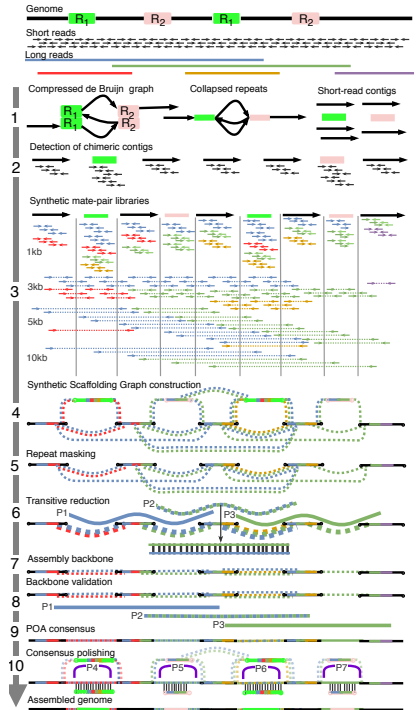 Genome
R1 R2 R1 R2
Short reads
Long reads
Compressed de Bruijn graph Collapsed repeats Short-read contigs
R1 R2
R1 R2
1
Detection of chimeric contigs
2
Synthetic mate-pair libraries
1kb
3kb
3
5kb
10kb
Synthetic Scaffolding Graph construction
4
Repeat masking
5
Transitive reduction
P2
P1 P3
6
Assembly backbone
7
Backbone validation
8
P1
P2
P3
9 POA consensus
Consensus polishing
10
P4 P5 P6 P7
Assembled genome